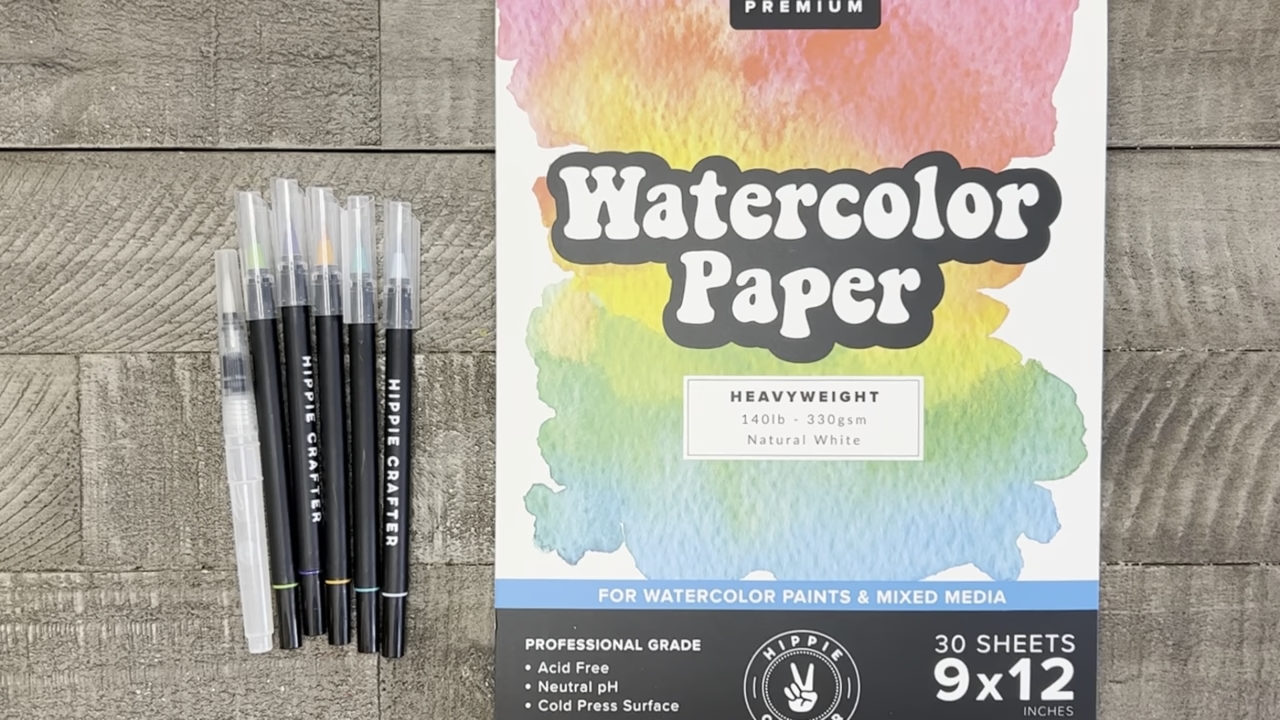 PREMIUM
Watercolor
Paper
HEAVYWEIGHT
140lb - 330gsm
Natural White
HIPPIE CRAFTER
HIPPIE CRAFTER
FOR WATERCOLOR PAINTS & MIXED MEDIA
PROFESSIONAL GRADE
• Acid Free
• Neutral pH
• Cold Press Surface
HIPPIE
30 SHEETS
9x12
INCHES